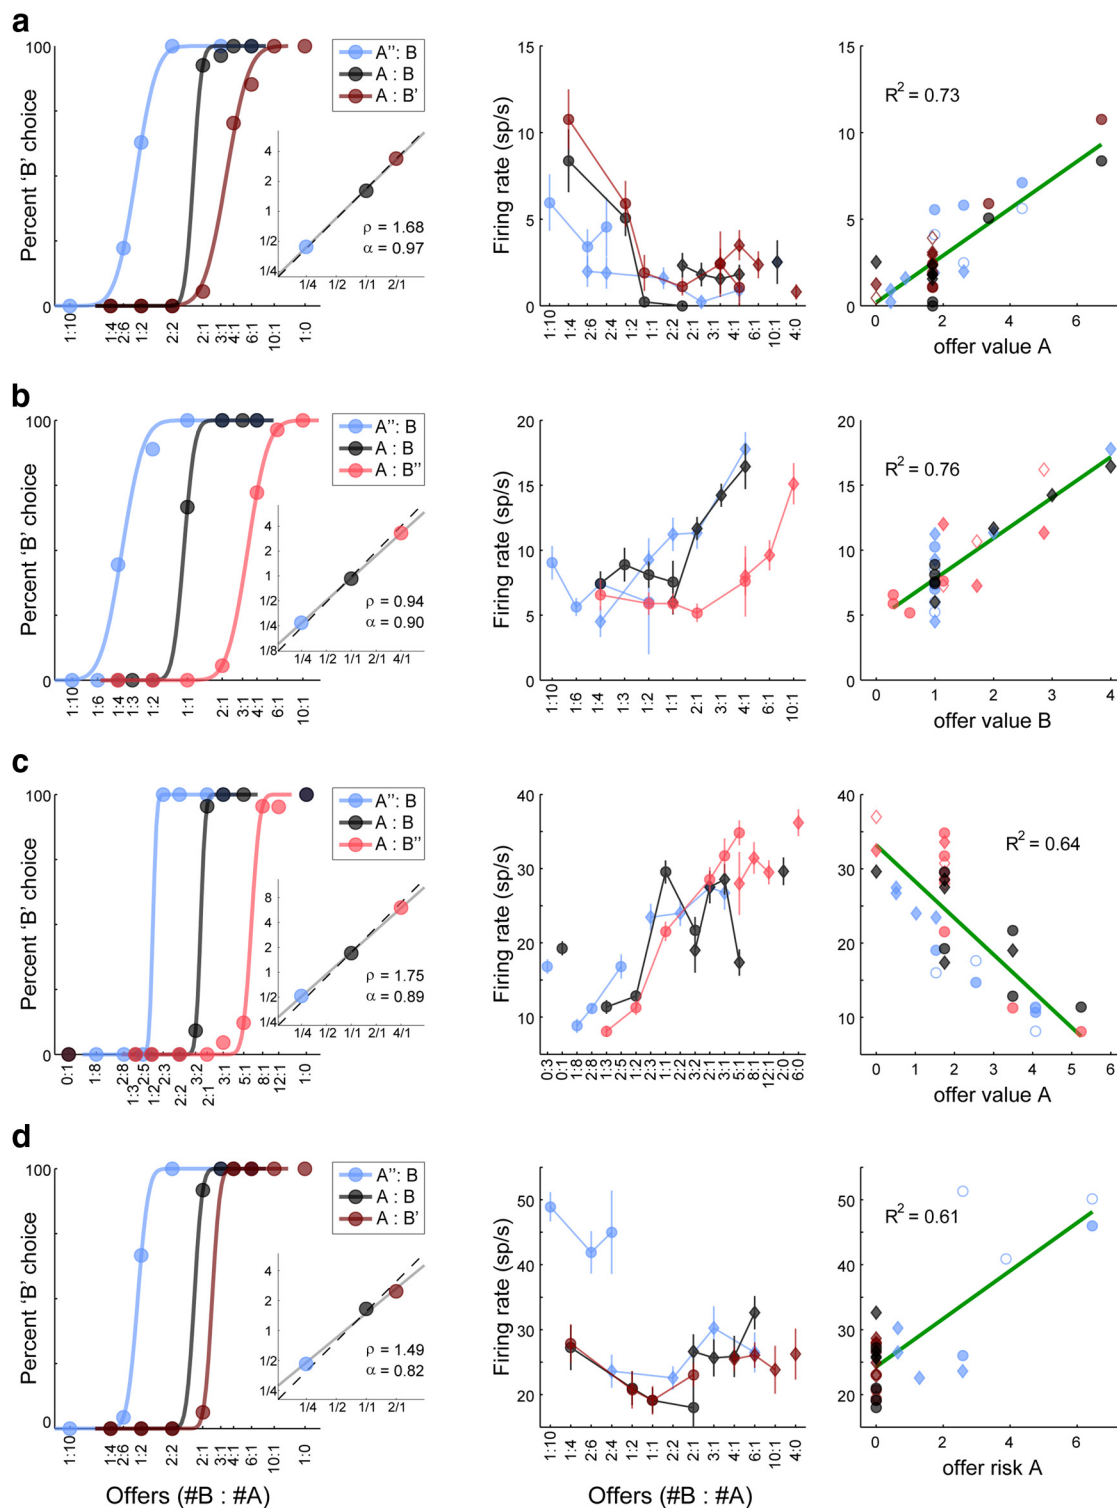 a
Percent 'B' choice
100
0
A'': B
A : B
A : B'
4
2
1
1/2
1/4
ρ = 1.68
α = 0.97
1/4 1/2 1/1 2/1
1:10 1:4 2:6 1:2 2:2 2:1 3:1 4:1 6:1 10:1 1:0
Firing rate (sp/s)
15
10
5
0
1:10 1:4 2:6 2:4 1:2 1:1 2:2 2:1 3:1 4:1 6:1 10:1 4:0
15
10
5
0
R² = 0.73
0 2 4 6
offer value A
b
Percent 'B' choice
100
0
A'': B
A : B
A : B''
4
2
1
1/2
1/4
1/8
ρ = 0.94
α = 0.90
1/4 1/2 1/1 2/1 4/1
1:10 1:6 1:4 1:3 1:2 1:1 2:1 3:1 4:1 6:1 10:1
Firing rate (sp/s)
20
15
10
5
0
1:10 1:6 1:4 1:3 1:2 1:1 2:1 3:1 4:1 6:1 10:1
20
15
10
5
0
R² = 0.76
0 1 2 3 4
offer value B
c
Percent 'B' choice
100
0
A'': B
A : B
A : B''
8
4
2
1
1/2
1/4
ρ = 1.75
α = 0.89
1/4 1/2 1/1 2/1 4/1
0:1 1:8 2:8 1:3 2:5 1:2 2:3 2:2 3:2 2:1 3:1 5:1 8:1 12:1 1:0
Firing rate (sp/s)
40
30
20
10
0:3 0:1 1:8 2:8 1:3 2:5 1:2 2:3 1:1 2:2 3:2 2:1 3:1 5:1 8:1 12:1 2:0 6:0
40
30
20
10
R² = 0.64
0 1 2 3 4 5 6
offer value A
d
Percent 'B' choice
100
0
A'': B
A : B
A : B'
4
2
1
1/2
1/4
ρ = 1.49
α = 0.82
1/4 1/2 1/1 2/1
1:10 1:4 2:6 1:2 2:2 2:1 3:1 4:1 6:1 10:1 1:0
Offers (#B : #A)
Firing rate (sp/s)
50
40
30
20
1:10 1:4 2:6 2:4 1:2 1:1 2:2 2:1 3:1 4:1 6:1 10:1 4:0
Offers (#B : #A)
50
40
30
20
R² = 0.61
0 2 4 6
offer risk A